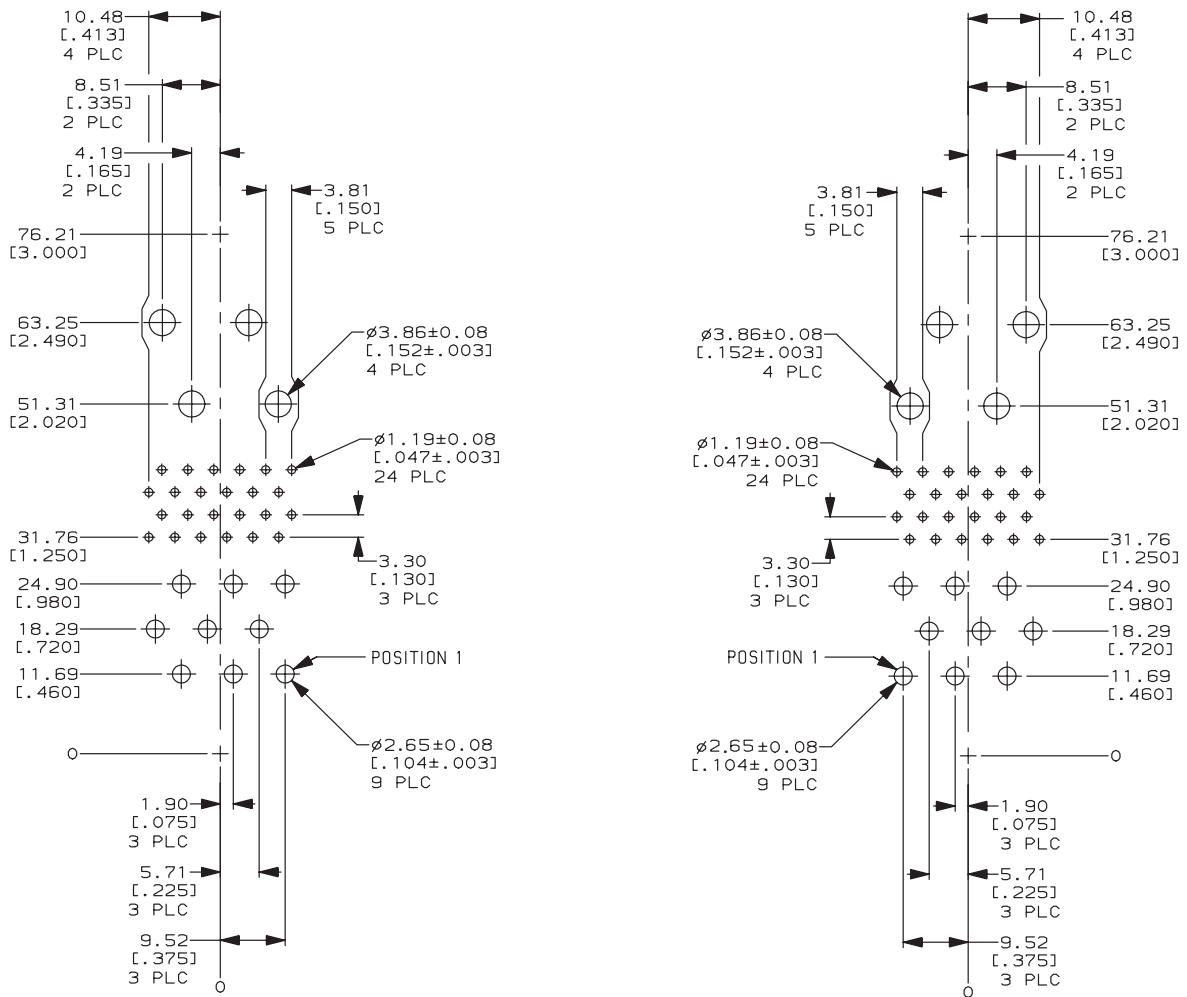 10.48
[.413]
4 PLC
8.51
[.335]
2 PLC
4.19
[.165]
2 PLC
3.81
[.150]
5 PLC
76.21
[3.000]
63.25
[2.490]
ø3.86±0.08
[.152±.003]
4 PLC
51.31
[2.020]
ø1.19±0.08
[.047±.003]
24 PLC
31.76
[1.250]
3.30
[.130]
3 PLC
24.90
[.980]
18.29
[.720]
POSITION 1
11.69
[.460]
0
ø2.65±0.08
[.104±.003]
9 PLC
1.90
[.075]
3 PLC
5.71
[.225]
3 PLC
9.52
[.375]
3 PLC
0
10.48
[.413]
4 PLC
8.51
[.335]
2 PLC
4.19
[.165]
2 PLC
3.81
[.150]
5 PLC
76.21
[3.000]
63.25
[2.490]
ø3.86±0.08
[.152±.003]
4 PLC
51.31
[2.020]
ø1.19±0.08
[.047±.003]
24 PLC
31.76
[1.250]
3.30
[.130]
3 PLC
24.90
[.980]
18.29
[.720]
POSITION 1
11.69
[.460]
ø2.65±0.08
[.104±.003]
9 PLC
0
1.90
[.075]
3 PLC
5.71
[.225]
3 PLC
9.52
[.375]
3 PLC
0